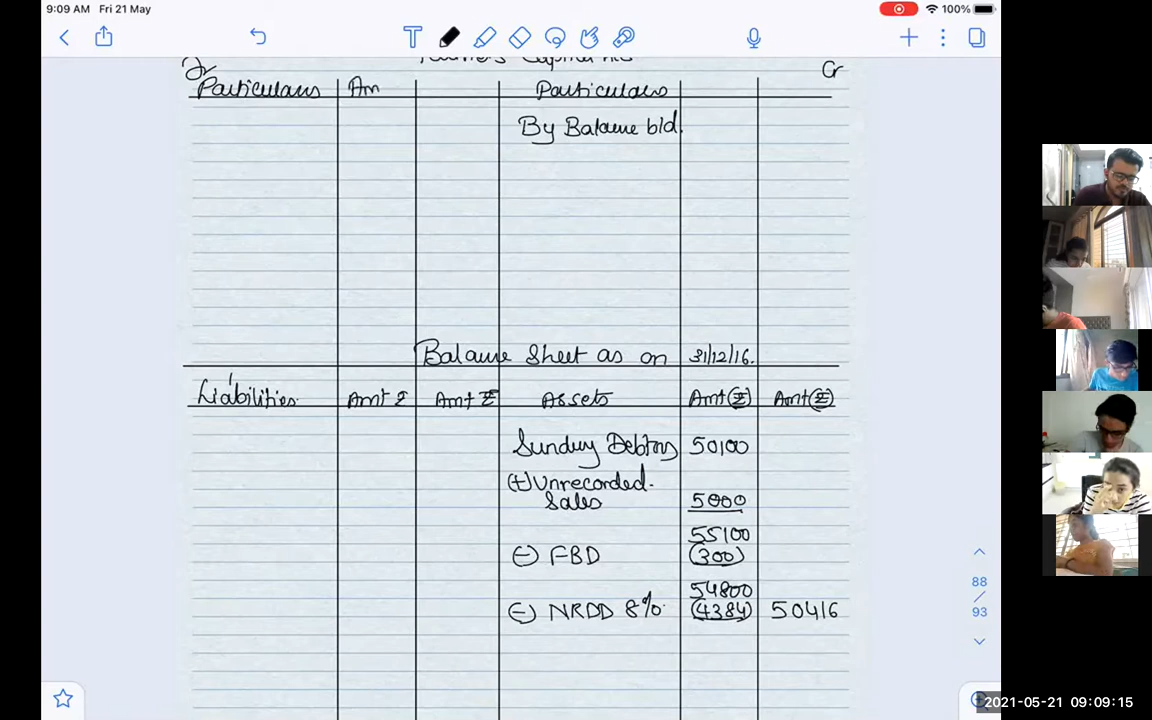 9:09 AM Fri 21 May
100%
Dr Cr
Particulars Am Particulars
By Balance b/d.
Balance Sheet as on 31/12/16.
Liabilities Amt ₹ Amt ₹ Assets Amt(₹) Amt(₹)
Sundry Debtors 50100
(+) Unrecorded.
Sales 5000
55100
(-) FBD (300)
54800
(-) NRDD 8%. (4384) 50416
88
93
2021-05-21 09:09:15